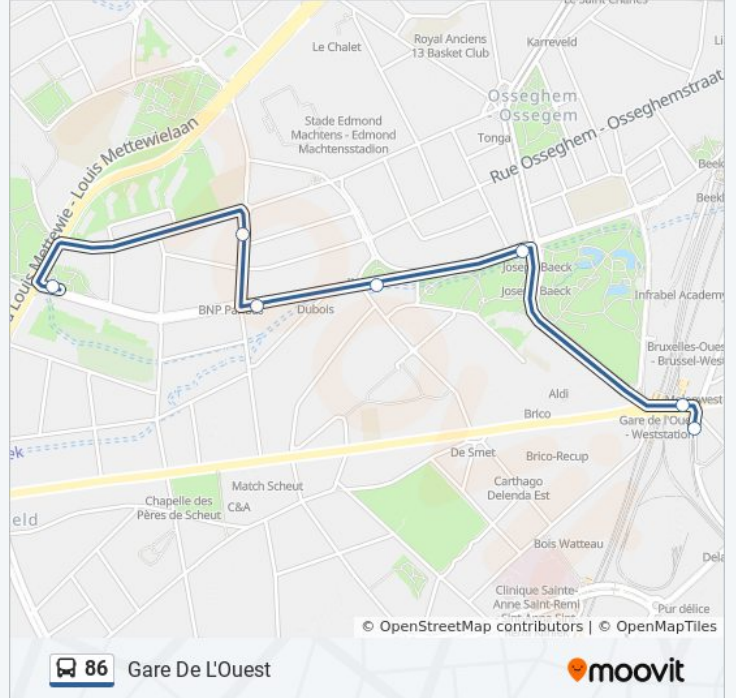 Le Chalet
Royal Anciens
13 Basket Club
Karreveld
Osseghem
Ossegem
Stade Edmond
Machtens - Edmond
Machtensstadion
Tonga
Rue Osseghem - Osseghemstraat
Louis Mettewie - Louis Mettewielaan
Joseph Baeck
Joseph Baeck
BNP Paribas
Dubois
Infrabel Academy
Bruxelles-Oues
- Brussel-West
Aldi
Brico
Gare de l'Ouest
- Weststation
De Smet
Brico-Recup
Match Scheut
Carthago
Delenda Est
Chapelle des
Pères de Scheut
C&A
eld
Bois Watteau
Clinique Sainte-
Anne Saint-Remi
Pur délice
© OpenStreetMap contributors | © OpenMapTiles
86 Gare De L'Ouest
moovit